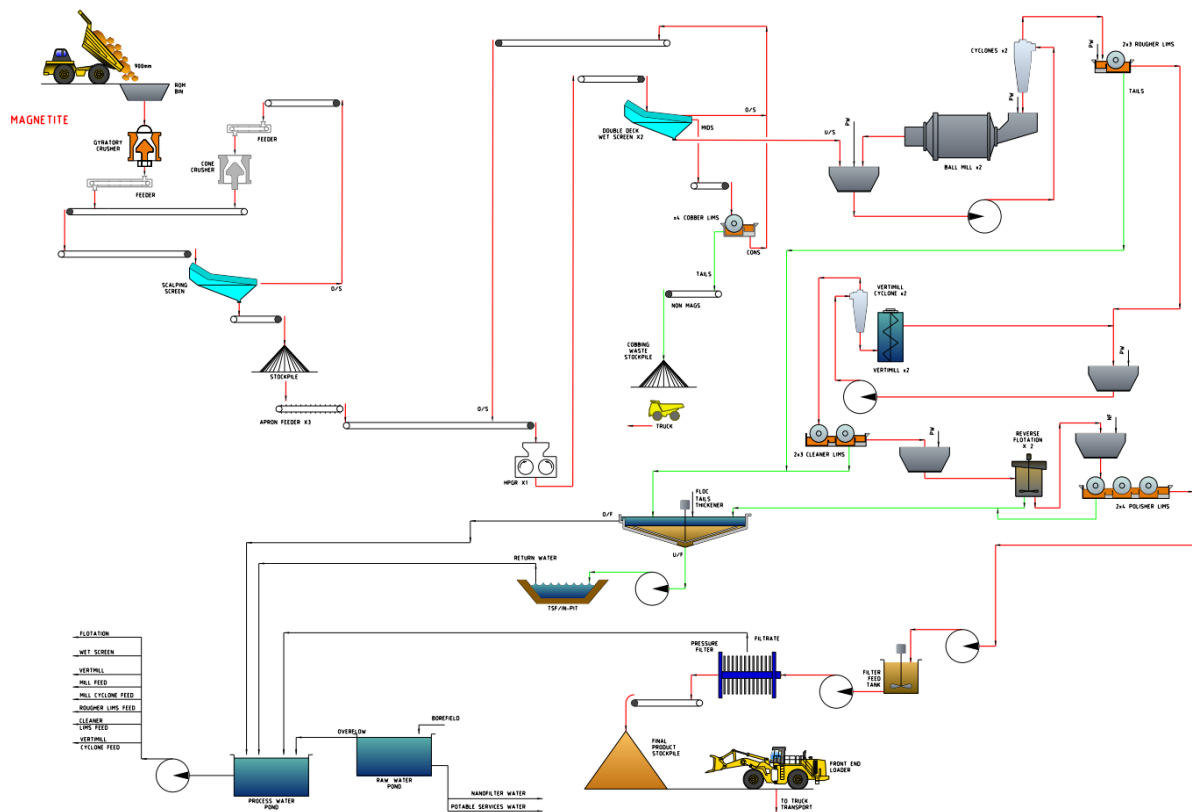 900mm
ROM
BIN
MAGNETITE
GYRATORY
CRUSHER
FEEDER
FEEDER
CONE
CRUSHER
SCALPING
SCREEN
O/S
STOCKPILE
APRON FEEDER X3
O/S
HPGR X1
DOUBLE DECK
WET SCREEN X2
O/S
MIDS
U/S
x4 COBBER LIMS
CONS
TAILS
NON MAGS
COBBING
WASTE
STOCKPILE
TRUCK
PW
CYCLONES x2
PW
BALL MILL x2
PW
2x3 ROUGHER LIMS
TAILS
VERTIMILL
CYCLONE x2
VERTIMILL x2
PW
2x3 CLEANER LIMS
PW
REVERSE
FLOTATION
X 2
NF
2x4 POLISHER LIMS
FLOC
TAILS
THICKENER
O/F
U/F
RETURN WATER
TSF/IN-PIT
FLOTATION
WET SCREEN
VERTIMILL
MILL FEED
MILL CYCLONE FEED
ROUGHER LIMS FEED
CLEANER
LIMS FEED
VERTIMILL
CYCLONE FEED
PROCESS WATER
POND
OVERFLOW
BOREFIELD
RAW WATER
POND
NANOFILTER WATER
POTABLE SERVICES WATER
PRESSURE
FILTER
FILTRATE
FILTER
FEED
TANK
FINAL
PRODUCT
STOCKPILE
FRONT END
LOADER
TO TRUCK
TRANSPORT